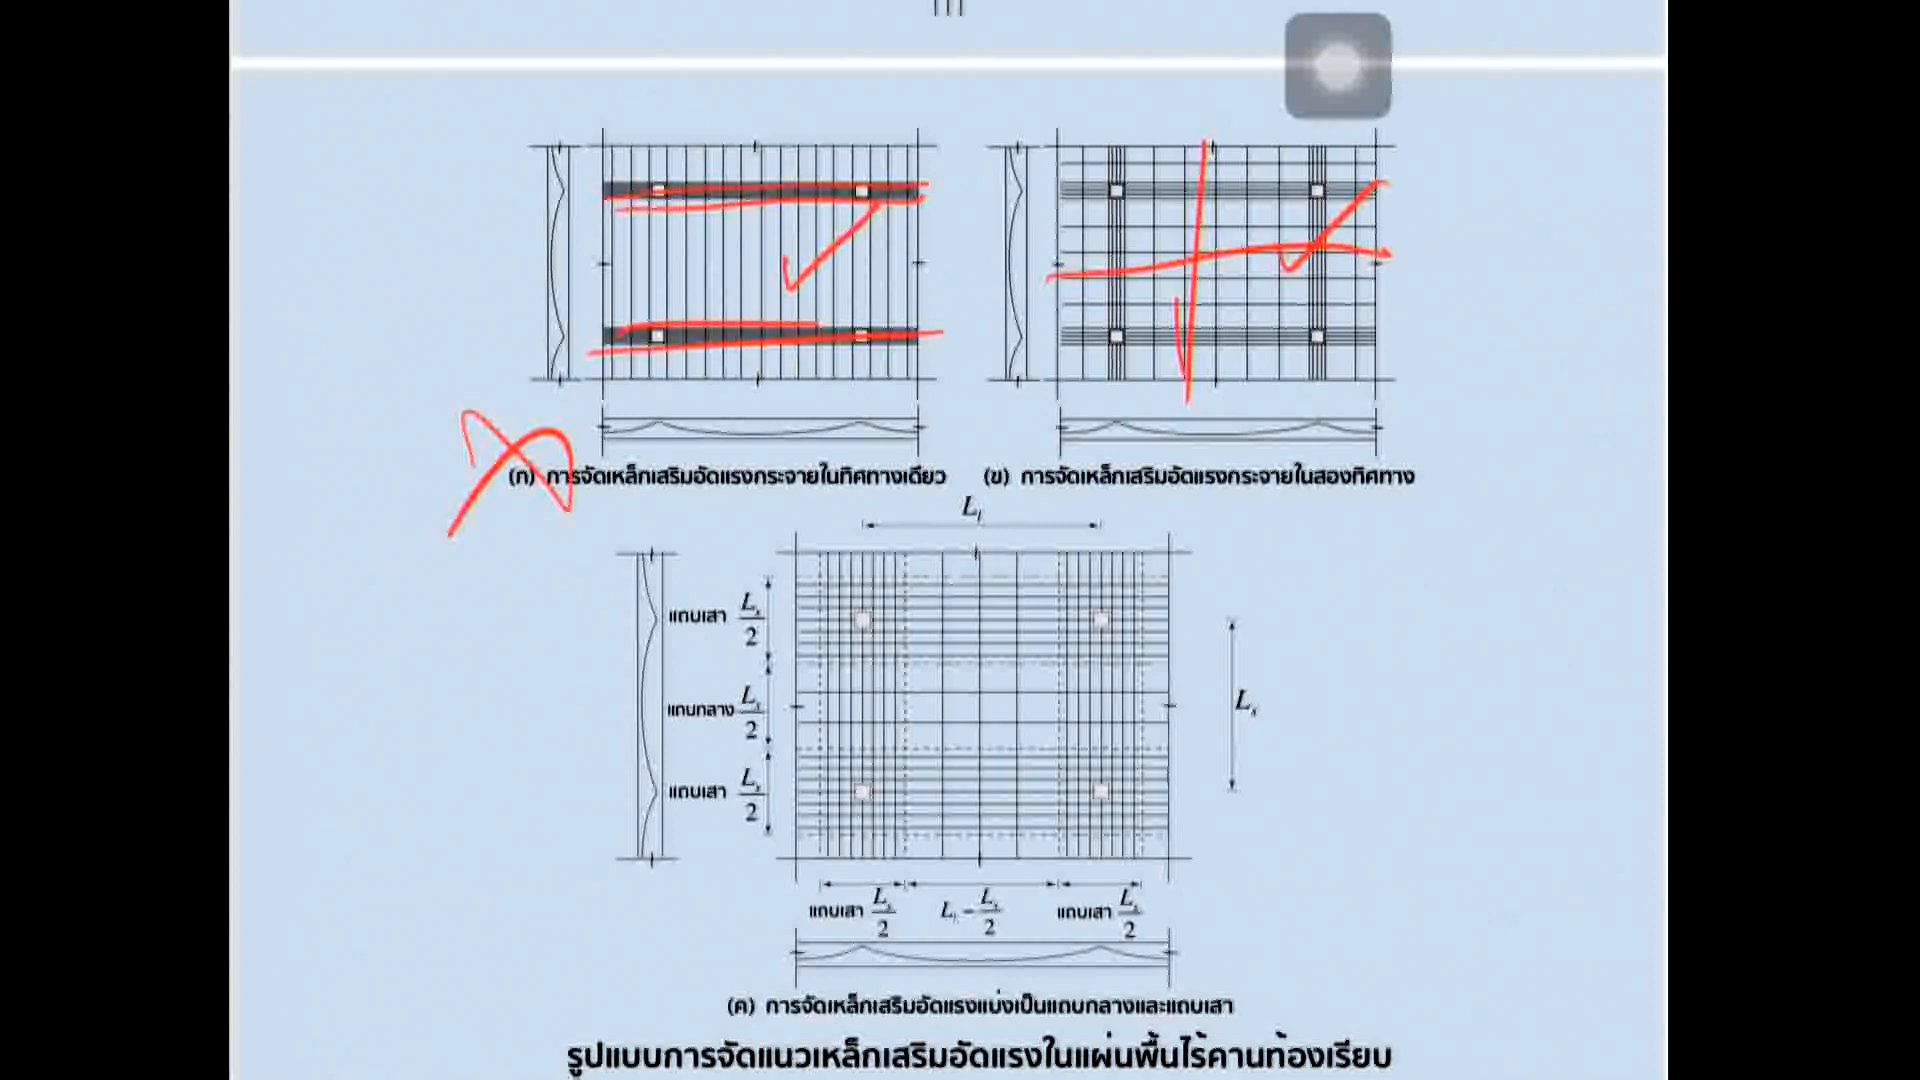 (ก) การจัดเหล็กเสริมอัดแรงกระจายในทิศทางเดียว
(ข) การจัดเหล็กเสริมอัดแรงกระจายในสองทิศทาง
L_l
แถบเสา L_s/2
แถบกลาง L_s/2
L_s
แถบเสา L_s/2
แถบเสา L_s/2
L_l - L_s/2
แถบเสา L_s/2
(ค) การจัดเหล็กเสริมอัดแรงแบ่งเป็นแถบกลางและแถบเสา
รูปแบบการจัดแนวเหล็กเสริมอัดแรงในแผ่นพื้นไร้คานท้องเรียบ